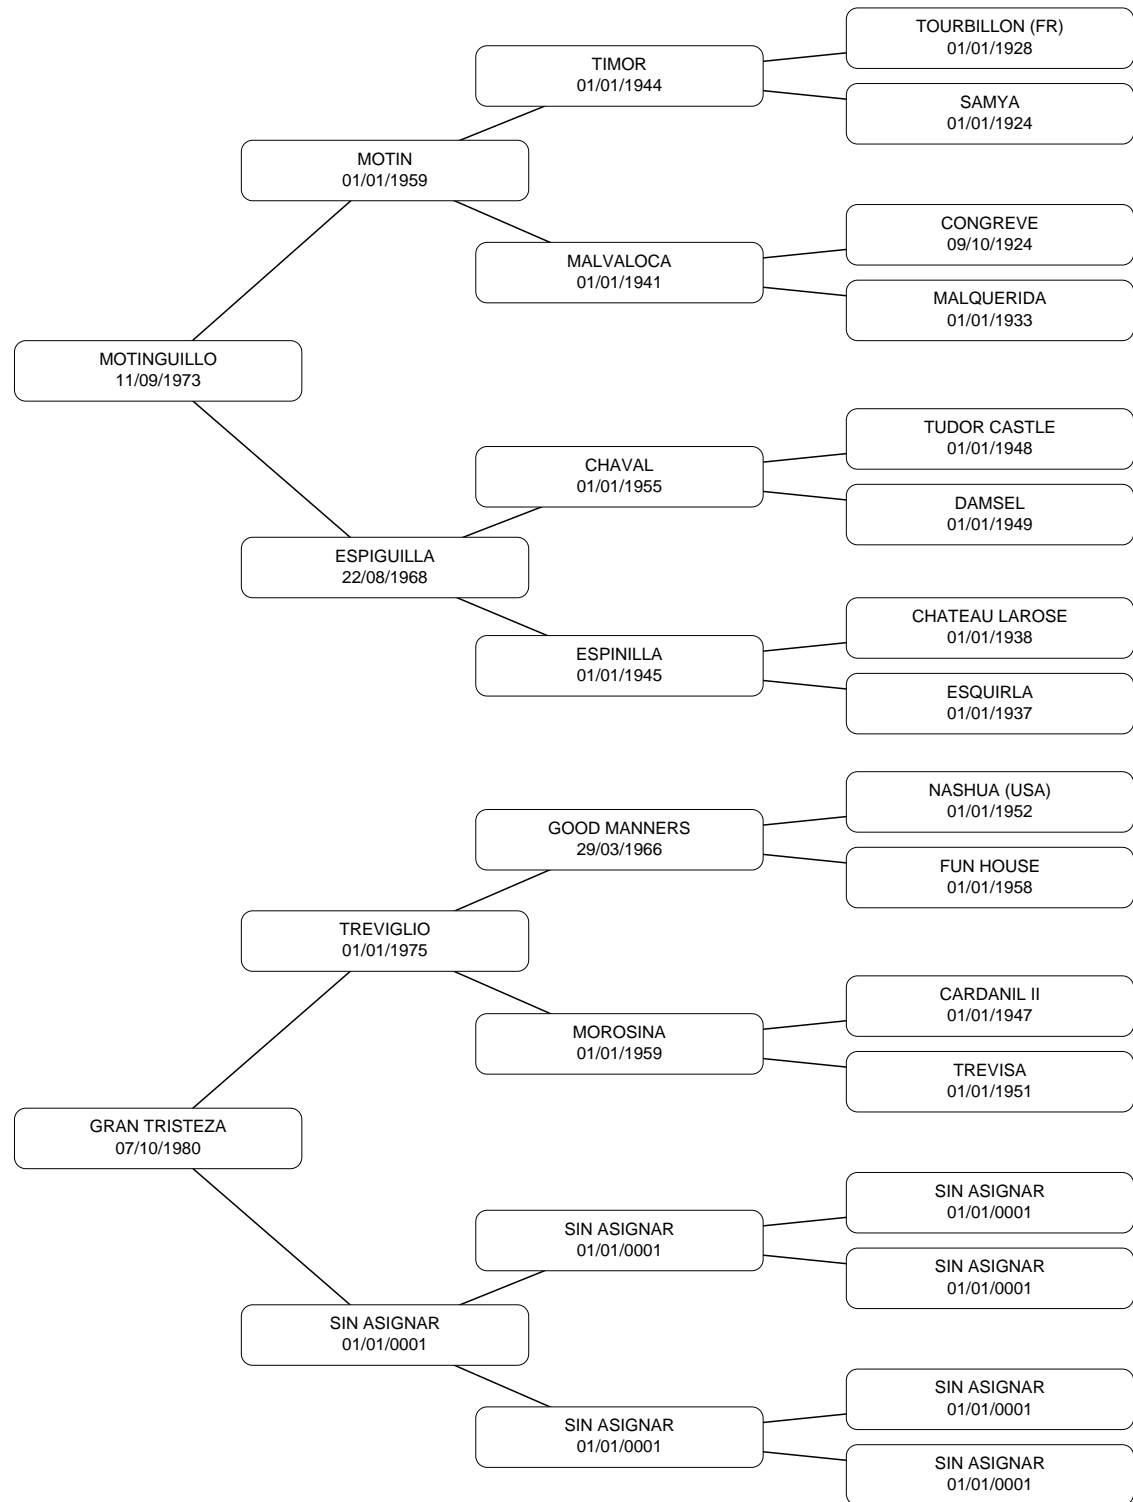 TOURBILLON (FR)
01/01/1928
TIMOR
01/01/1944
SAMYA
01/01/1924
MOTIN
01/01/1959
CONGREVE
09/10/1924
MALVALOCA
01/01/1941
MALQUERIDA
01/01/1933
MOTINGUILLO
11/09/1973
TUDOR CASTLE
01/01/1948
CHAVAL
01/01/1955
DAMSEL
01/01/1949
ESPIGUILLA
22/08/1968
CHATEAU LAROSE
01/01/1938
ESPINILLA
01/01/1945
ESQUIRLA
01/01/1937
NASHUA (USA)
01/01/1952
GOOD MANNERS
29/03/1966
FUN HOUSE
01/01/1958
TREVIGLIO
01/01/1975
CARDANIL II
01/01/1947
MOROSINA
01/01/1959
TREVISA
01/01/1951
GRAN TRISTEZA
07/10/1980
SIN ASIGNAR
01/01/0001
SIN ASIGNAR
01/01/0001
SIN ASIGNAR
01/01/0001
SIN ASIGNAR
01/01/0001
SIN ASIGNAR
01/01/0001
SIN ASIGNAR
01/01/0001
SIN ASIGNAR
01/01/0001